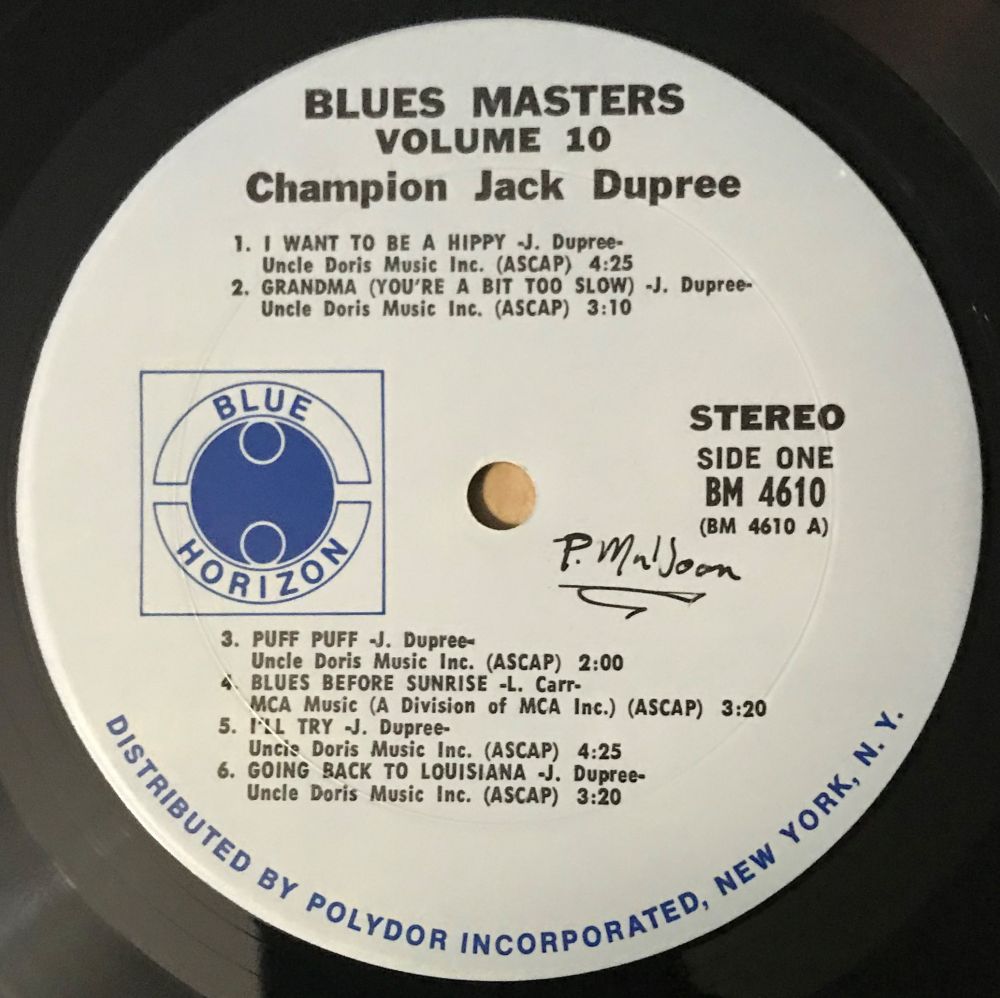 BLUES MASTERS
VOLUME 10
Champion Jack Dupree
1. I WANT TO BE A HIPPY -J. Dupree-
Uncle Doris Music Inc. (ASCAP) 4:25
2. GRANDMA (YOU'RE A BIT TOO SLOW) -J. Dupree-
Uncle Doris Music Inc. (ASCAP) 3:10
BLUE
HORIZON
STEREO
SIDE ONE
BM 4610
(BM 4610 A)
P. Muldoon
3. PUFF PUFF -J. Dupree-
Uncle Doris Music Inc. (ASCAP) 2:00
4. BLUES BEFORE SUNRISE -L. Carr-
MCA Music (A Division of MCA Inc.) (ASCAP) 3:20
5. I'LL TRY -J. Dupree-
Uncle Doris Music Inc. (ASCAP) 4:25
6. GOING BACK TO LOUISIANA -J. Dupree-
Uncle Doris Music Inc. (ASCAP) 3:20
DISTRIBUTED BY POLYDOR INCORPORATED, NEW YORK, N. Y.